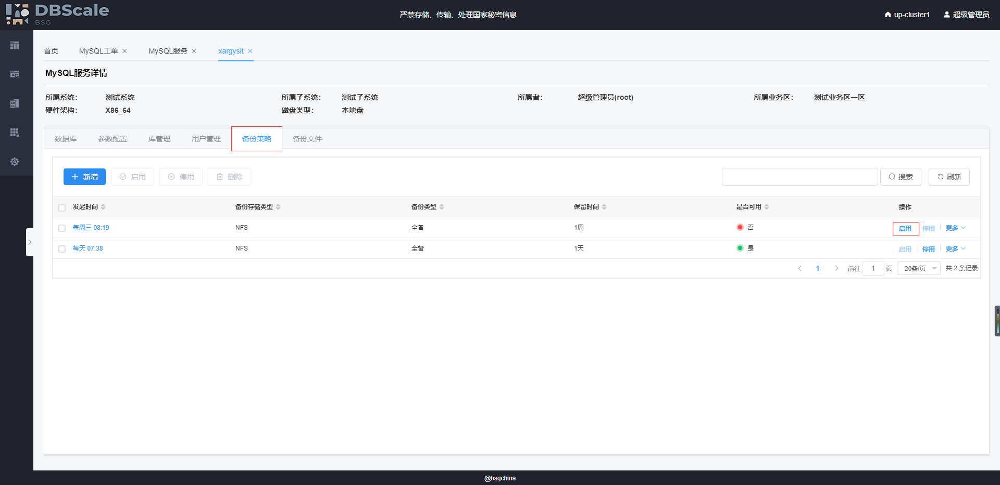 DBScale
BSG
严禁存储、传输、处理国家秘密信息
up-cluster1 超级管理员
首页 MySQL工单 MySQL服务 xargysit
MySQL服务详情
所属系统： 测试系统 所属子系统： 测试子系统 所属者： 超级管理员(root) 所属业务区： 测试业务区一区
硬件架构： X86_64 磁盘类型： 本地盘
数据库 参数配置 库管理 用户管理 备份策略 备份文件
新增 启用 停用 删除 搜索 刷新
发起时间 备份存储类型 备份类型 保留时间 是否可用 操作
每周三 08:19 NFS 全备 1周 否 启用 停用 更多
每天 07:38 NFS 全备 1天 是 启用 停用 更多
1 前往 1 页 20条/页 共 2 条记录
@bsgchina